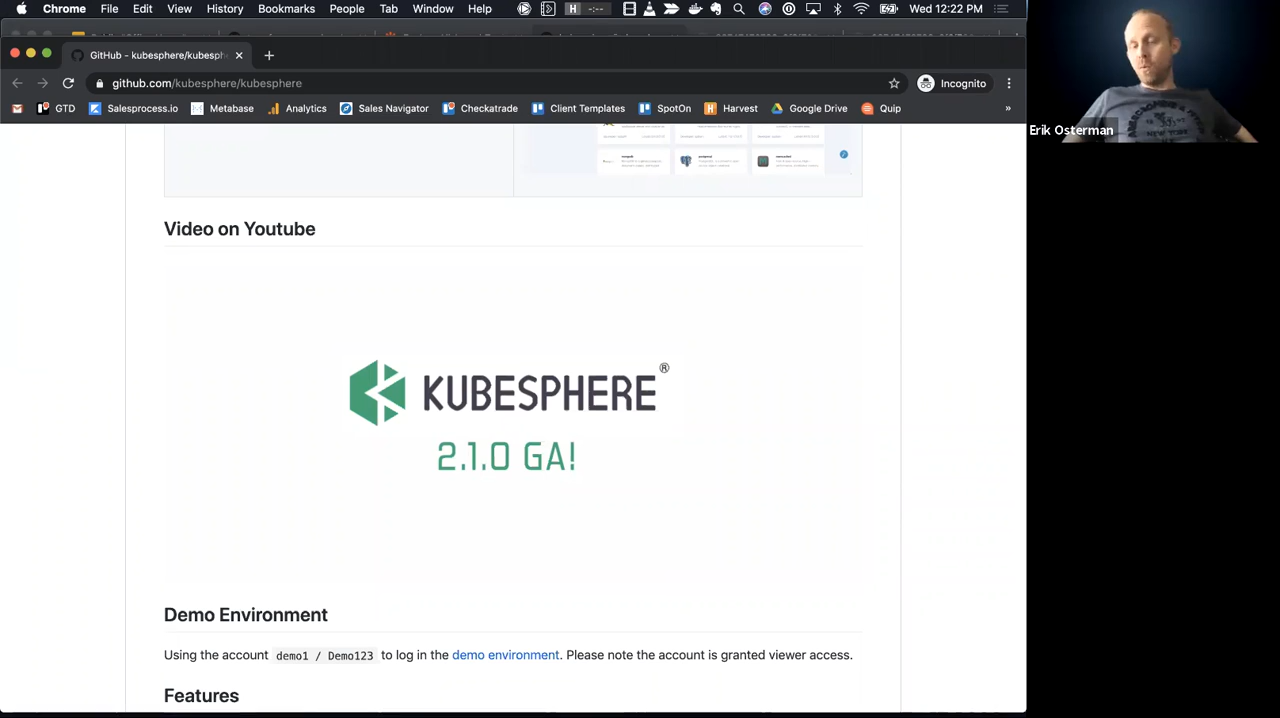 Chrome File Edit View History Bookmarks People Tab Window Help Wed 12:22 PM
GitHub - kubesphere/kubesph
github.com/kubesphere/kubesphere Incognito
GTD Salesprocess.io Metabase Analytics Sales Navigator Checkatrade Client Templates SpotOn Harvest Google Drive Quip »
Erik Osterman
Video on Youtube
KUBESPHERE®
2.1.0 GA!
Demo Environment
Using the account demo1 / Demo123 to log in the demo environment. Please note the account is granted viewer access.
Features